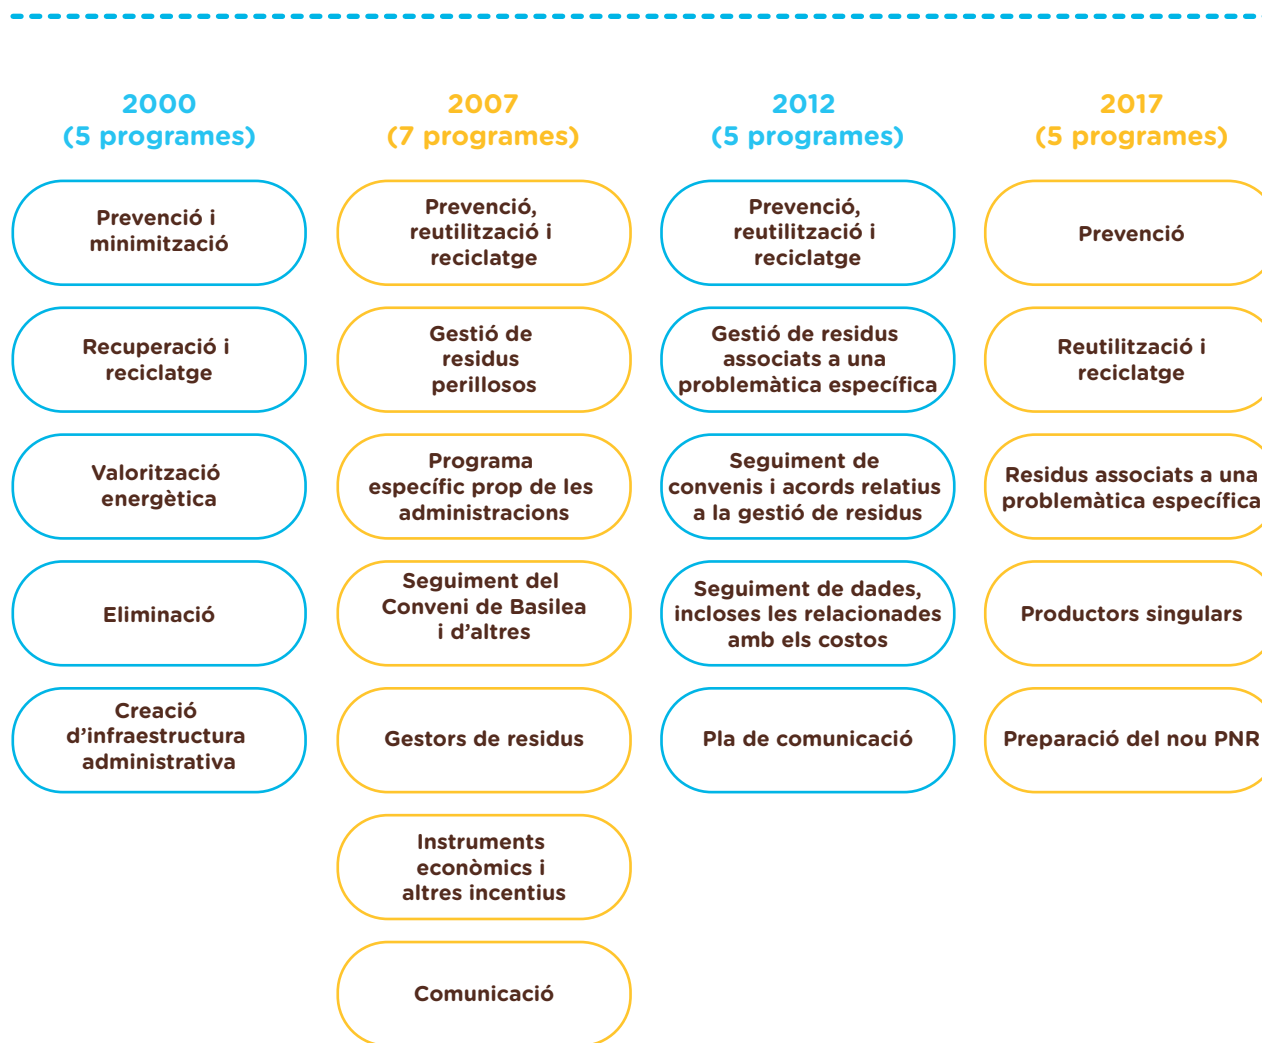 2000
(5 programes)
Prevenció i
minimització
Recuperació i
reciclatge
Valorització
energètica
Eliminació
Creació
d’infraestructura
administrativa
2007
(7 programes)
Prevenció,
reutilització i
reciclatge
Gestió de
residus
perillosos
Programa
específic prop de les
administracions
Seguiment del
Conveni de Basilea
i d’altres
Gestors de residus
Instruments
econòmics i
altres incentius
Comunicació
2012
(5 programes)
Prevenció,
reutilització i
reciclatge
Gestió de residus
associats a una
problemàtica específica
Seguiment de
convenis i acords relatius
a la gestió de residus
Seguiment de dades,
incloses les relacionades
amb els costos
Pla de comunicació
2017
(5 programes)
Prevenció
Reutilització i
reciclatge
Residus associats a una
problemàtica específica
Productors singulars
Preparació del nou PNR